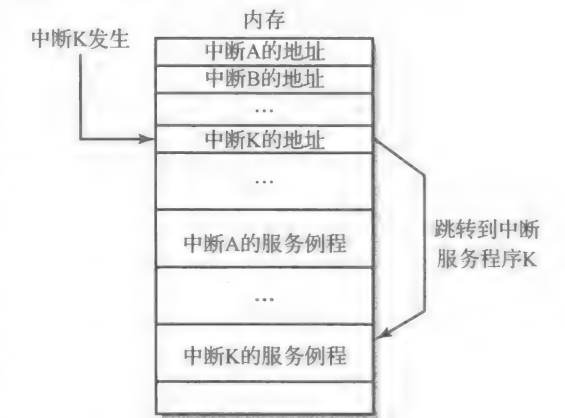 内存
中断K发生
中断A的地址
中断B的地址
…
中断K的地址
…
中断A的服务例程
…
中断K的服务例程
跳转到中断
服务程序K